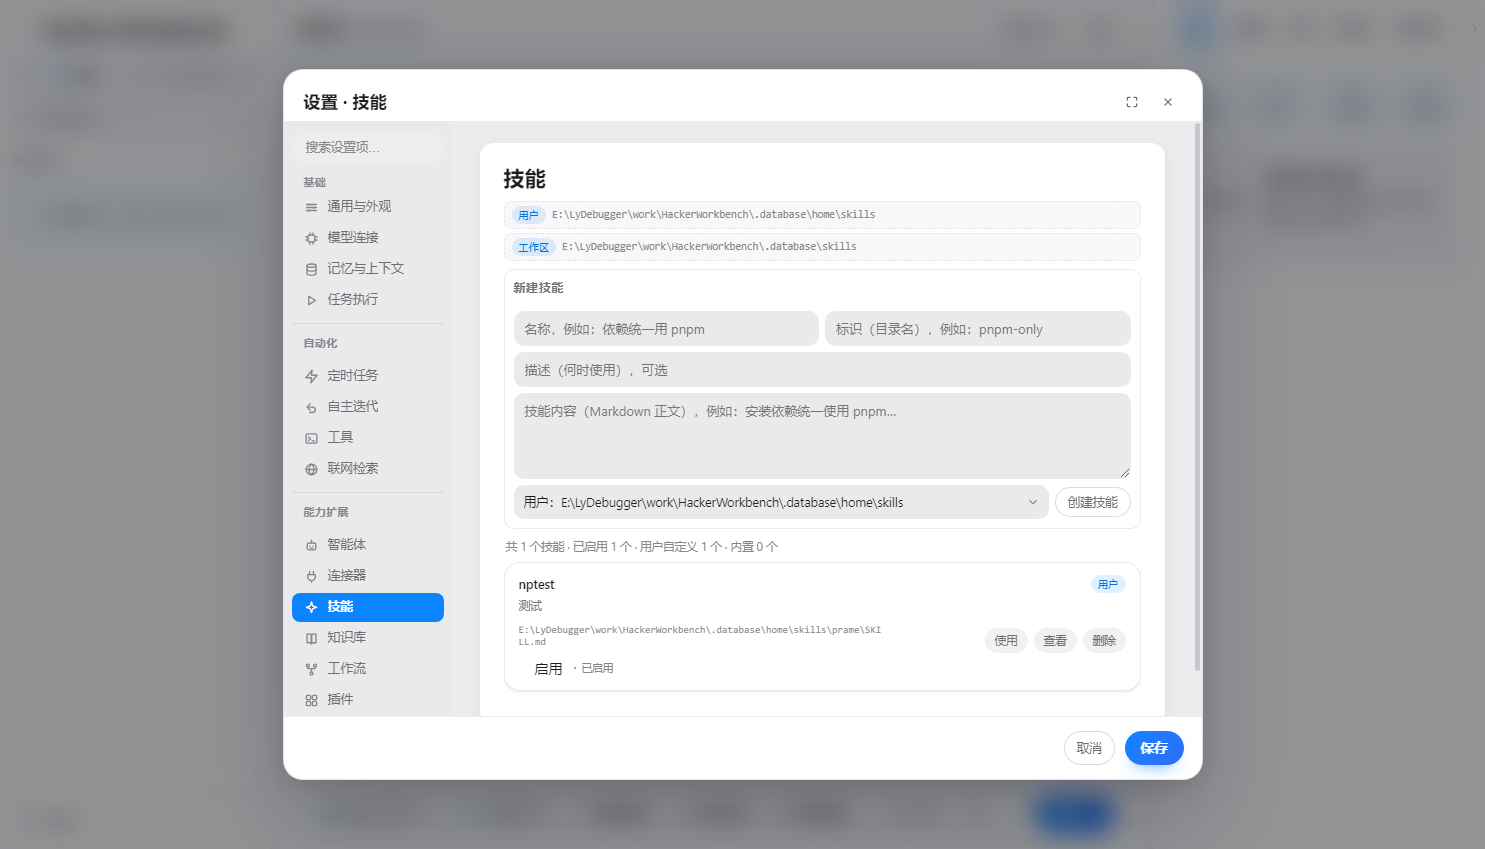 设置 · 技能
搜索设置项...
基础
通用与外观
模型连接
记忆与上下文
任务执行
自动化
定时任务
自主迭代
工具
联网检索
能力扩展
智能体
连接器
技能
知识库
工作流
插件
技能
用户 E:\LyDebugger\work\HackerWorkbench\.database\home\skills
工作区 E:\LyDebugger\work\HackerWorkbench\.database\skills
新建技能
名称，例如：依赖统一用 pnpm
标识（目录名），例如：pnpm-only
描述（何时使用），可选
技能内容（Markdown 正文），例如：安装依赖统一使用 pnpm...
用户：E:\LyDebugger\work\HackerWorkbench\.database\home\skills
创建技能
共 1 个技能 · 已启用 1 个 · 用户自定义 1 个 · 内置 0 个
nptest
用户
测试
E:\LyDebugger\work\HackerWorkbench\.database\home\skills\prame\SKI
LL.md
使用
查看
删除
启用 · 已启用
取消
保存